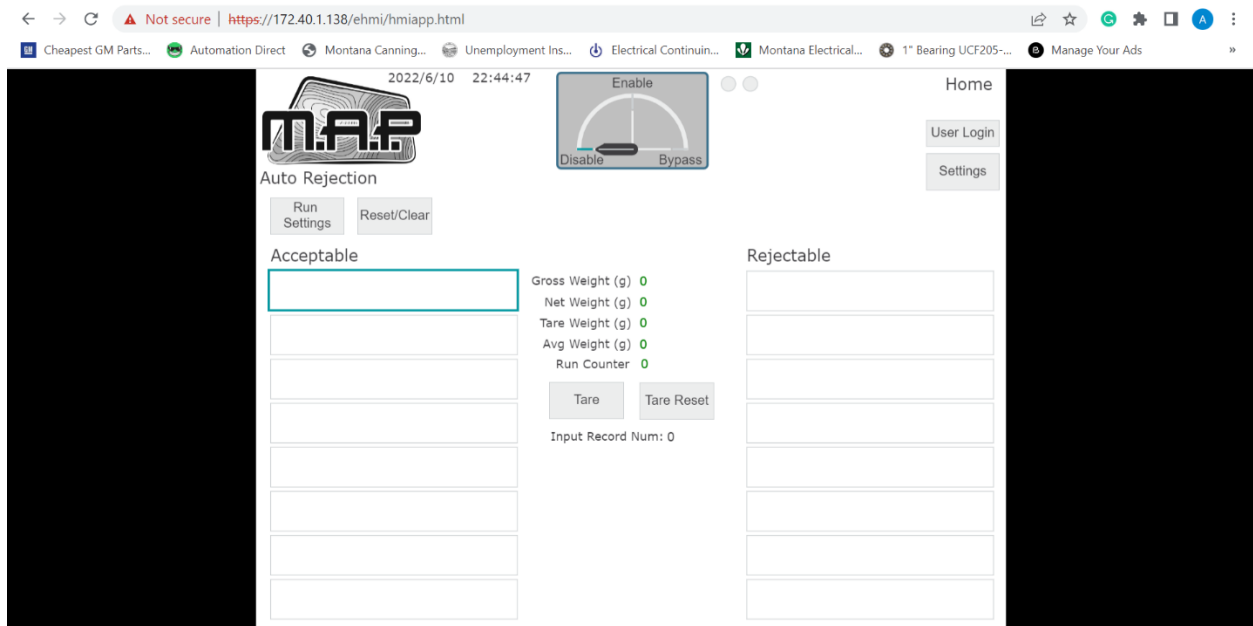 Not secure | https://172.40.1.138/ehmi/hmiapp.html
A
Cheapest GM Parts... Automation Direct Montana Canning... Unemployment Ins... Electrical Continuin... Montana Electrical... 1" Bearing UCF205-... Manage Your Ads »
2022/6/10 22:44:47
M.A.P
Enable
Disable Bypass
Home
User Login
Settings
Auto Rejection
Run Settings
Reset/Clear
Acceptable
Rejectable
Gross Weight (g) 0
Net Weight (g) 0
Tare Weight (g) 0
Avg Weight (g) 0
Run Counter 0
Tare Tare Reset
Input Record Num: 0